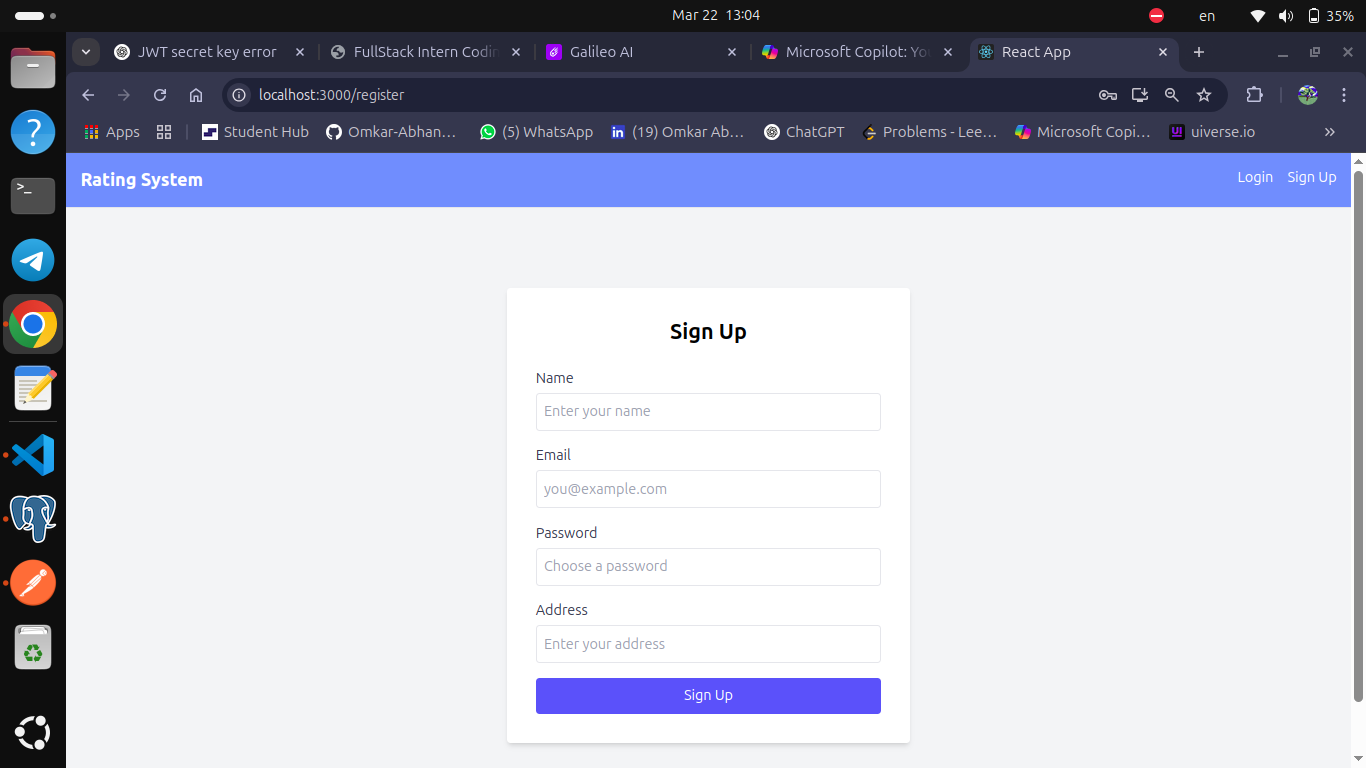 Mar 22 13:04
en
35%
JWT secret key error
FullStack Intern Codin
Galileo AI
Microsoft Copilot: Yo
React App
localhost:3000/register
Apps
Student Hub
Omkar-Abhan...
(5) WhatsApp
(19) Omkar Ab...
ChatGPT
Problems - Lee...
Microsoft Copi...
uiverse.io
Rating System
Login
Sign Up
Sign Up
Name
Enter your name
Email
you@example.com
Password
Choose a password
Address
Enter your address
Sign Up